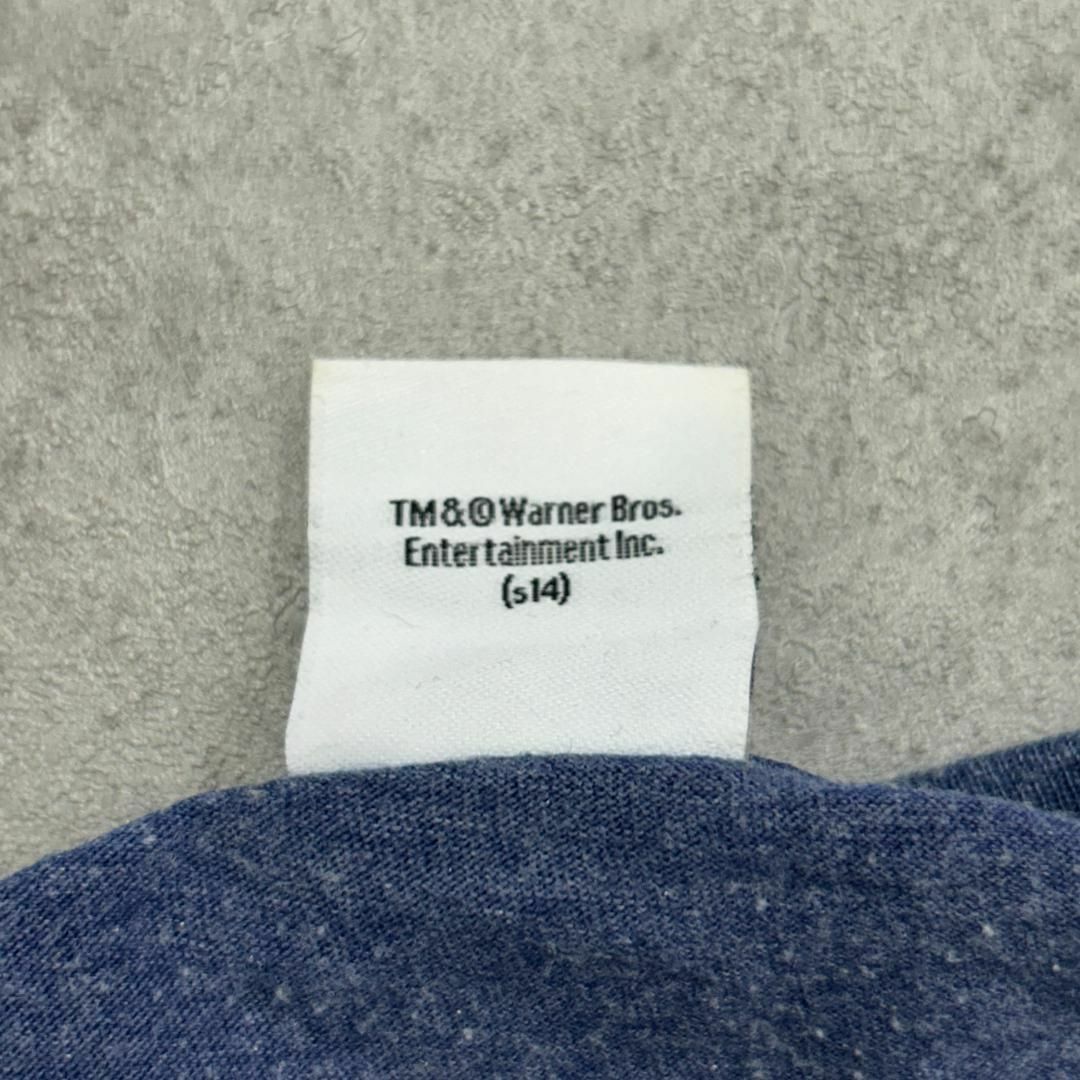 TM & © Warner Bros.
Entertainment Inc.
(s14)